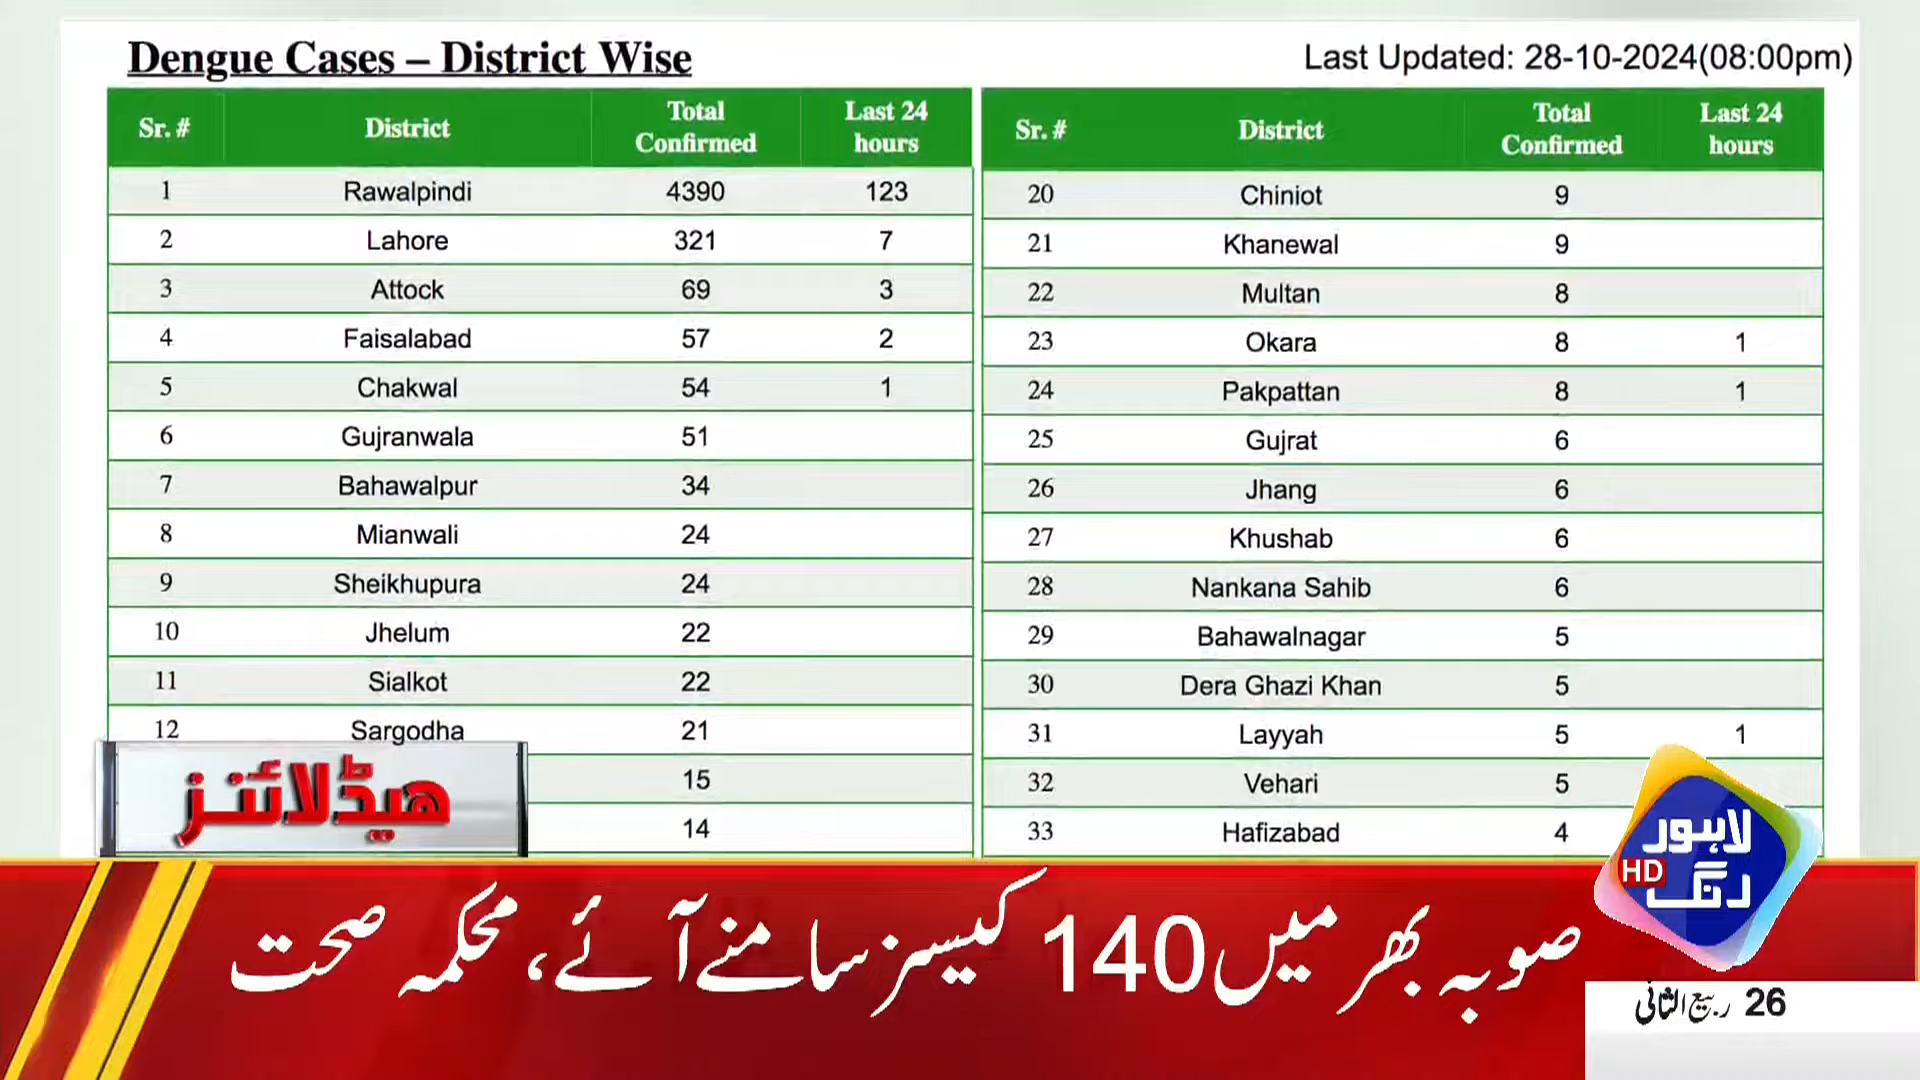 Dengue Cases – District Wise
Last Updated: 28-10-2024(08:00pm)
Sr. # District Total Confirmed Last 24 hours
1 Rawalpindi 4390 123
2 Lahore 321 7
3 Attock 69 3
4 Faisalabad 57 2
5 Chakwal 54 1
6 Gujranwala 51
7 Bahawalpur 34
8 Mianwali 24
9 Sheikhupura 24
10 Jhelum 22
11 Sialkot 22
12 Sargodha 21
15
14
Sr. # District Total Confirmed Last 24 hours
20 Chiniot 9
21 Khanewal 9
22 Multan 8
23 Okara 8 1
24 Pakpattan 8 1
25 Gujrat 6
26 Jhang 6
27 Khushab 6
28 Nankana Sahib 6
29 Bahawalnagar 5
30 Dera Ghazi Khan 5
31 Layyah 5 1
32 Vehari 5
33 Hafizabad 4
ہیڈلائنز
لاہور
رنگ
HD
صوبہ بھر میں 140 کیسز سامنے آئے، محکمہ صحت
26 ربیع الثانی